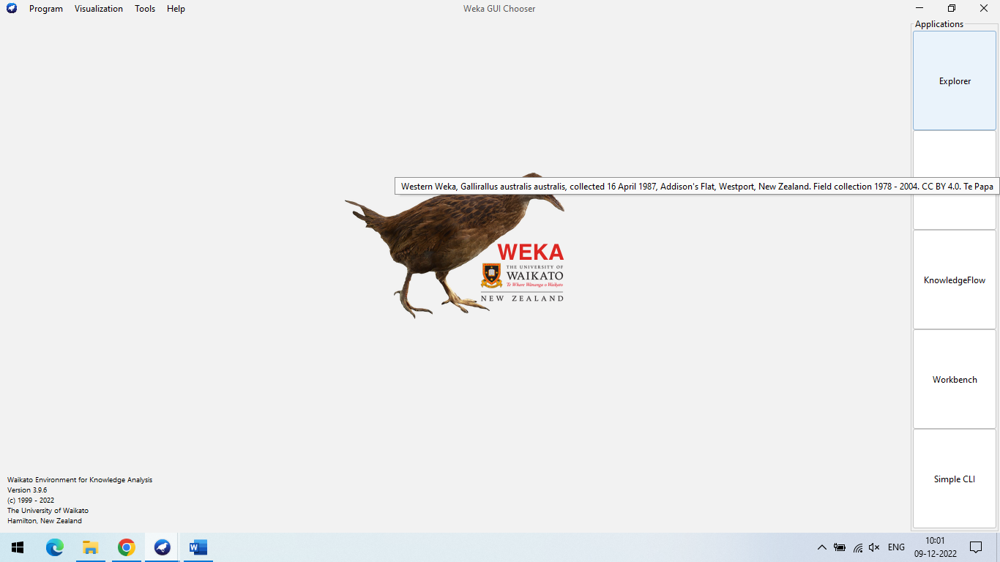 Program Visualization Tools Help
Weka GUI Chooser
Applications
Explorer
Western Weka, Gallirallus australis australis, collected 16 April 1987, Addison's Flat, Westport, New Zealand. Field collection 1978 - 2004. CC BY 4.0. Te Papa
WEKA
THE UNIVERSITY OF
WAIKATO
Te Whare Wānanga o Waikato
NEW ZEALAND
KnowledgeFlow
Workbench
Simple CLI
Waikato Environment for Knowledge Analysis
Version 3.9.6
(c) 1999 - 2022
The University of Waikato
Hamilton, New Zealand
W
ENG
10:01
09-12-2022